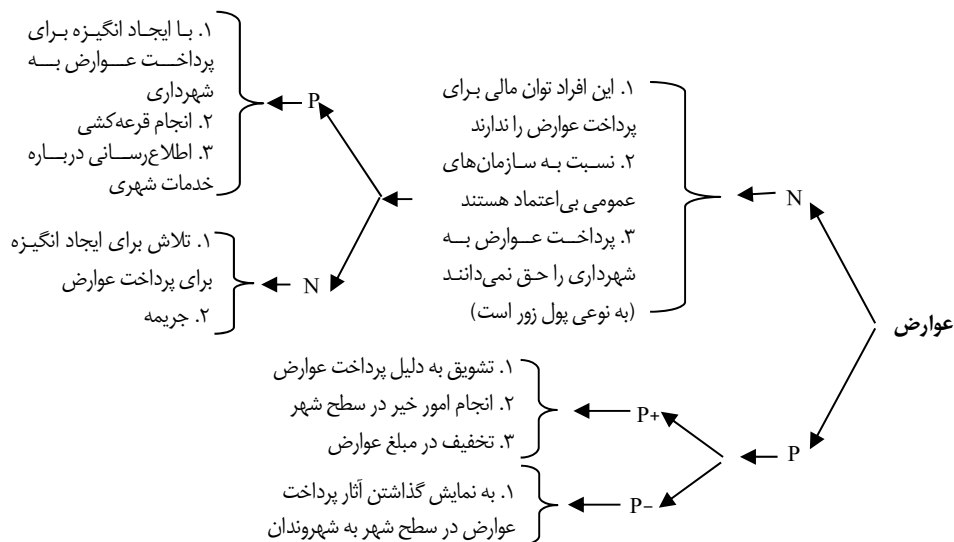 عوارض
N
۱. این افراد توان مالی برای
پرداخت عوارض را ندارند
۲. نسبت به سازمان‌های
عمومی بی‌اعتماد هستند
۳. پرداخت عوارض به
شهرداری را حق نمی‌دانند
(به نوعی پول زور است)
P
۱. با ایجاد انگیزه برای
پرداخت عوارض به
شهرداری
۲. انجام قرعه‌کشی
۳. اطلاع‌رسانی درباره
خدمات شهری
N
۱. تلاش برای ایجاد انگیزه
برای پرداخت عوارض
۲. جریمه
P
P+
۱. تشویق به دلیل پرداخت عوارض
۲. انجام امور خیر در سطح شهر
۳. تخفیف در مبلغ عوارض
P−
۱. به نمایش گذاشتن آثار پرداخت
عوارض در سطح شهر به شهروندان